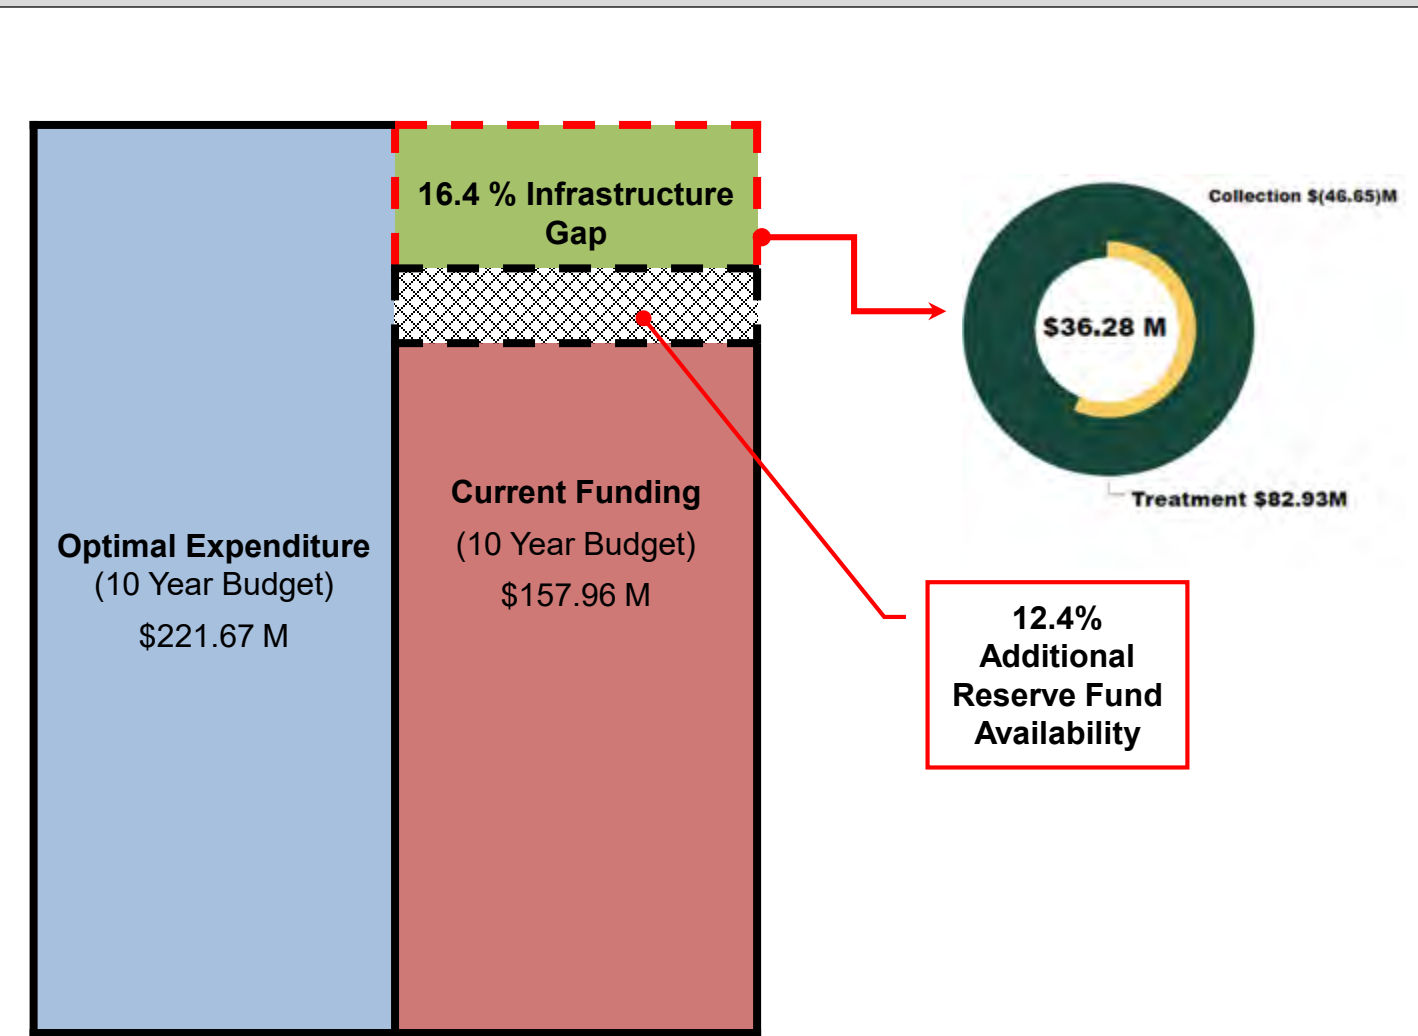 16.4 % Infrastructure
Gap
Collection $(46.65)M
$36.28 M
Treatment $82.93M
Current Funding
(10 Year Budget)
$157.96 M
Optimal Expenditure
(10 Year Budget)
$221.67 M
12.4%
Additional
Reserve Fund
Availability